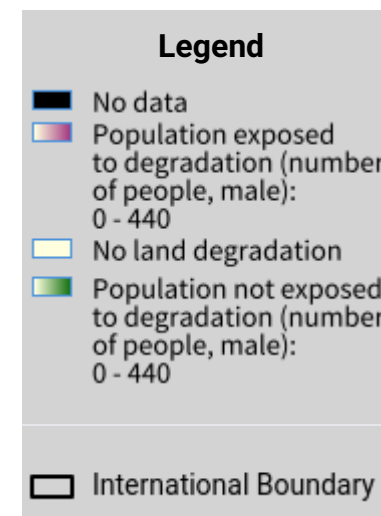 Legend
No data
Population exposed
to degradation (number
of people, male):
0 - 440
No land degradation
Population not exposed
to degradation (number
of people, male):
0 - 440
International Boundary